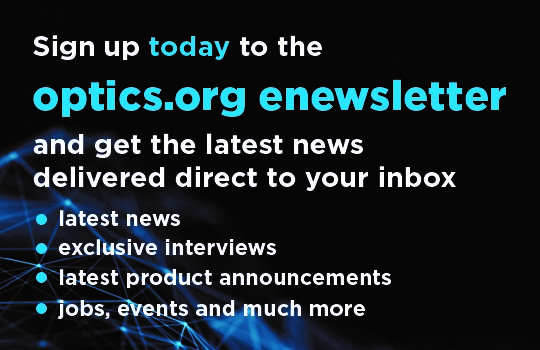 Sign up today to the
optics.org enewsletter
and get the latest news
delivered direct to your inbox
latest news
exclusive interviews
latest product announcements
jobs, events and much more